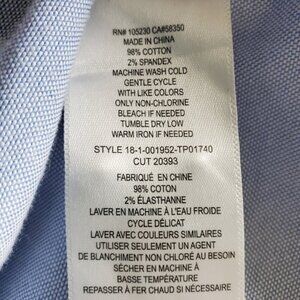 RN# 105230 CA#58350
MADE IN CHINA
98% COTTON
2% SPANDEX
MACHINE WASH COLD
GENTLE CYCLE
WITH LIKE COLORS
ONLY NON-CHLORINE
BLEACH IF NEEDED
TUMBLE DRY LOW
WARM IRON IF NEEDED
STYLE 18-1-001952-TP01740
CUT 20393
FABRIQUÉ EN CHINE
98% COTON
2% ÉLASTHANNE
LAVER EN MACHINE À L'EAU FROIDE
CYCLE DÉLICAT
LAVER AVEC COULEURS SIMILAIRES
UTILISER SEULEMENT UN AGENT
DE BLANCHIMENT NON CHLORÉ AU BESOIN
SÉCHER EN MACHINE À
BASSE TEMPÉRATURE
REPASSER À FER CHAUD SI NÉCESSAIRE